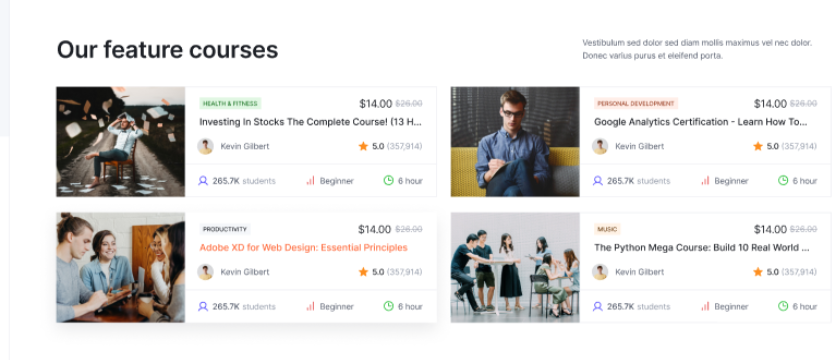 Our feature courses
Vestibulum sed dolor sed diam mollis maximus vel nec dolor.
Donec varius purus et eleifend porta.
HEALTH & FITNESS
$14.00 $26.00
Investing In Stocks The Complete Course! (13 H...
Kevin Gilbert
5.0 (357,914)
265.7K students
Beginner
6 hour
PERSONAL DEVELOPMENT
$14.00 $26.00
Google Analytics Certification - Learn How To...
Kevin Gilbert
5.0 (357,914)
265.7K students
Beginner
6 hour
PRODUCTIVITY
$14.00 $26.00
Adobe XD for Web Design: Essential Principles
Kevin Gilbert
5.0 (357,914)
265.7K students
Beginner
6 hour
MUSIC
$14.00 $26.00
The Python Mega Course: Build 10 Real World ...
Kevin Gilbert
5.0 (357,914)
265.7K students
Beginner
6 hour